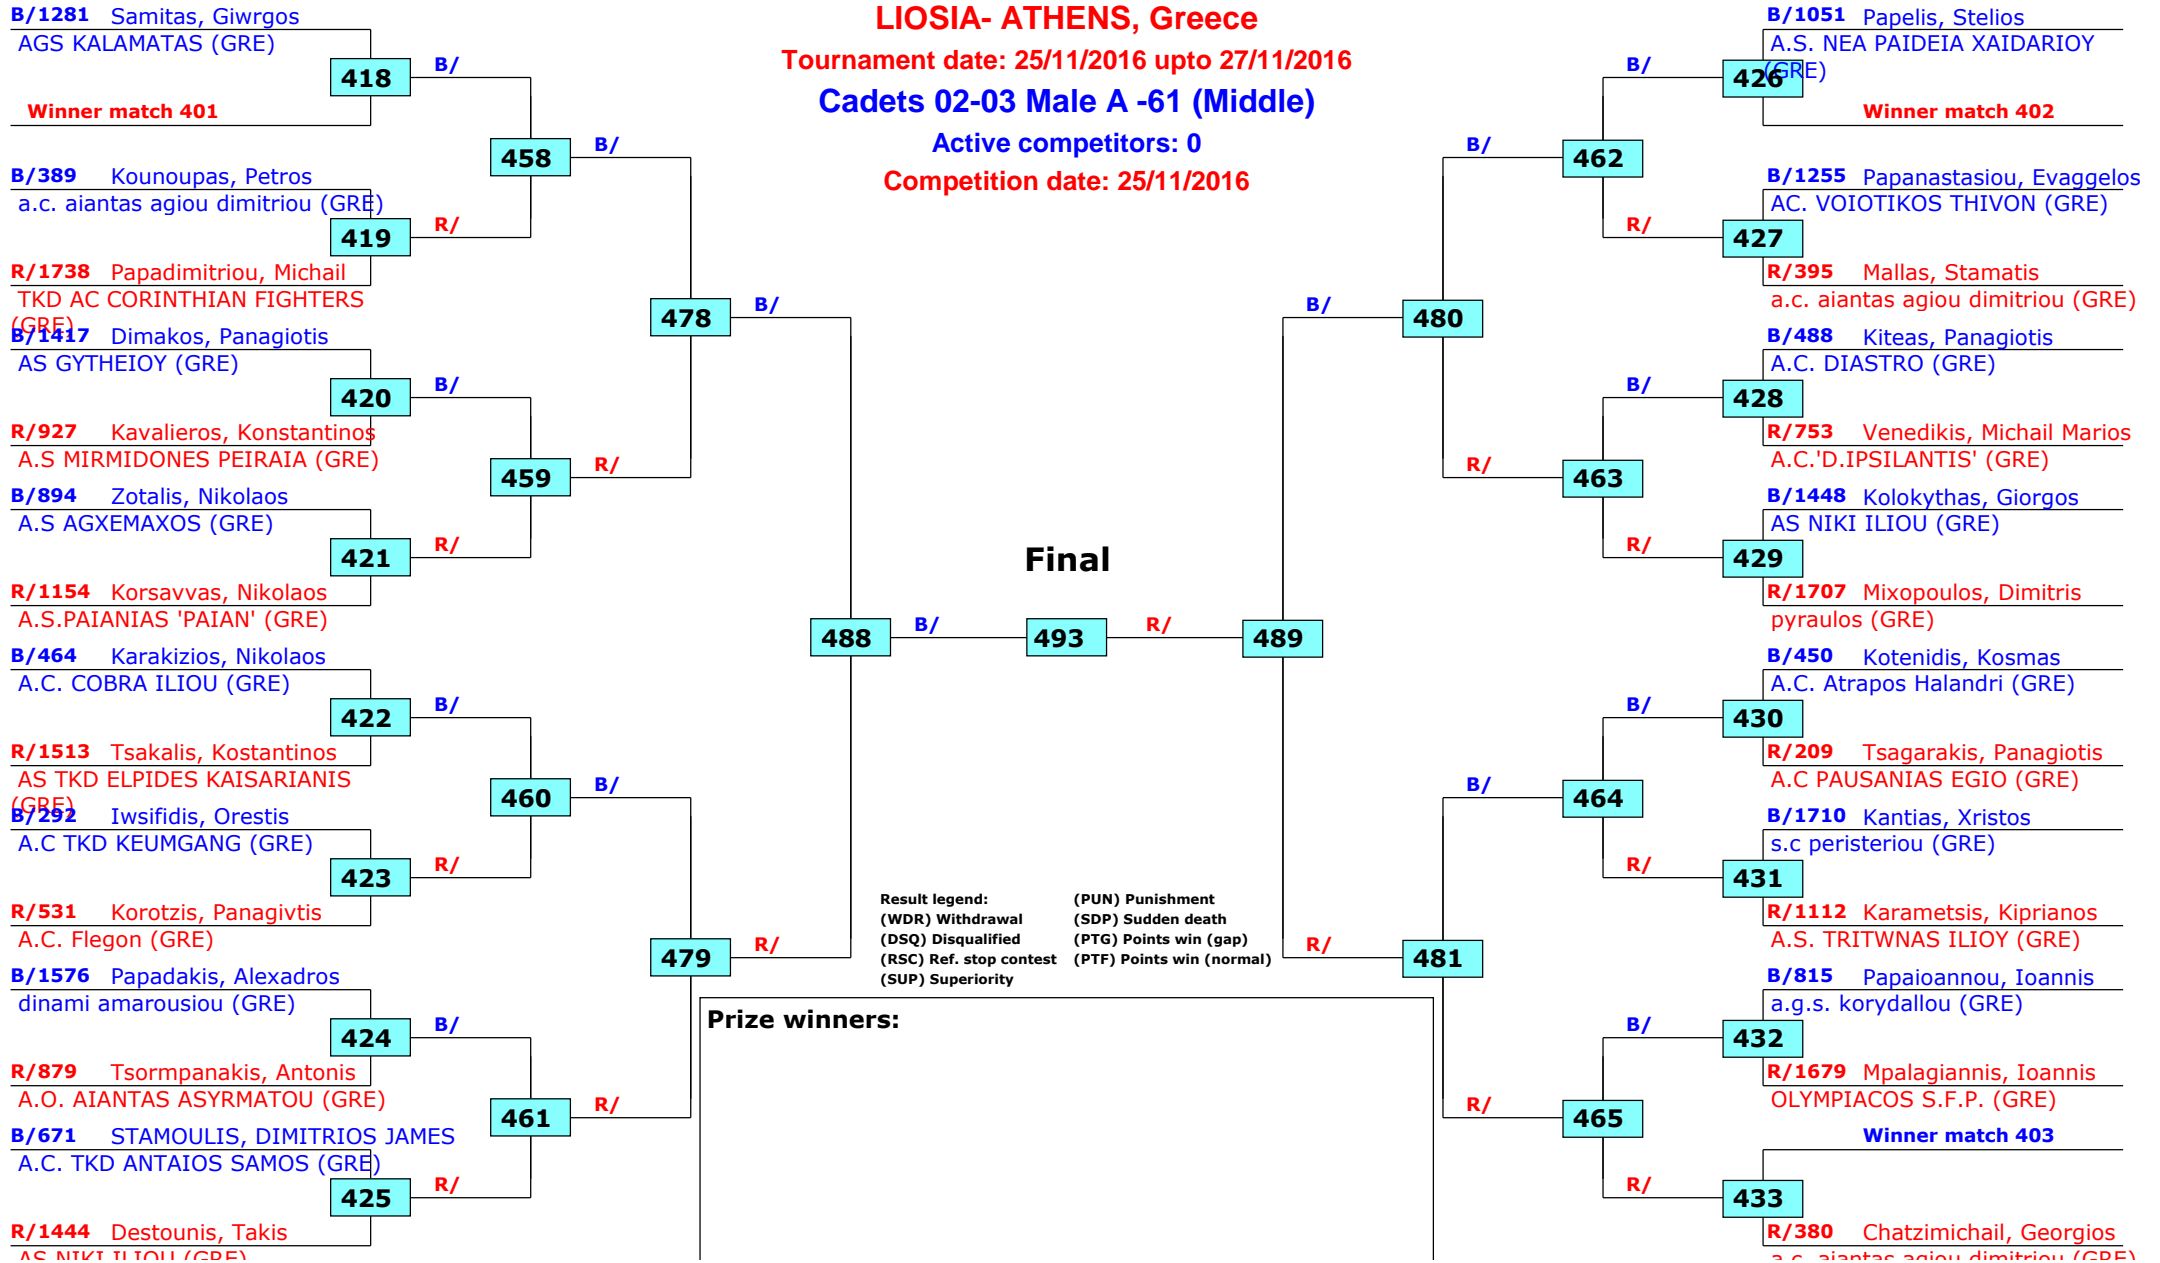 LIOSIA- ATHENS, Greece
Tournament date: 25/11/2016 upto 27/11/2016
Cadets 02-03 Male A -61 (Middle)
Active competitors: 0
Competition date: 25/11/2016
B/1281 Samitas, Giwrgos
AGS KALAMATAS (GRE)
418
B/
Winner match 401
458
B/
B/389 Kounoupas, Petros
a.c. aiantas agiou dimitriou (GRE)
419
R/
R/1738 Papadimitriou, Michail
TKD AC CORINTHIAN FIGHTERS
(GRE)
478
B/
B/1417 Dimakos, Panagiotis
AS GYTHEIOY (GRE)
420
B/
R/927 Kavalieros, Konstantinos
A.S MIRMIDONES PEIRAIA (GRE)
459
R/
B/894 Zotalis, Nikolaos
A.S AGXEMAXOS (GRE)
421
R/
R/1154 Korsavvas, Nikolaos
A.S.PAIANIAS 'PAIAN' (GRE)
488
B/
B/464 Karakizios, Nikolaos
A.C. COBRA ILIOU (GRE)
422
B/
R/1513 Tsakalis, Kostantinos
AS TKD ELPIDES KAISARIANIS
(GRE)
460
B/
B/292 Iwsifidis, Orestis
A.C TKD KEUMGANG (GRE)
423
R/
R/531 Korotzis, Panagivtis
A.C. Flegon (GRE)
479
R/
B/1576 Papadakis, Alexadros
dinami amarousiou (GRE)
424
B/
R/879 Tsormpanakis, Antonis
A.O. AIANTAS ASYRMATOU (GRE)
461
R/
B/671 STAMOULIS, DIMITRIOS JAMES
A.C. TKD ANTAIOS SAMOS (GRE)
425
R/
R/1444 Destounis, Takis
AS NIKI ILIOU (GRE)
Final
493
R/
489
Result legend:
(WDR) Withdrawal
(DSQ) Disqualified
(RSC) Ref. stop contest
(SUP) Superiority
(PUN) Punishment
(SDP) Sudden death
(PTG) Points win (gap)
(PTF) Points win (normal)
Prize winners:
B/1051 Papelis, Stelios
A.S. NEA PAIDEIA XAIDARIOY
(GRE)
B/
426
Winner match 402
B/
462
B/1255 Papanastasiou, Evaggelos
AC. VOIOTIKOS THIVON (GRE)
R/
427
R/395 Mallas, Stamatis
a.c. aiantas agiou dimitriou (GRE)
B/
480
B/488 Kiteas, Panagiotis
A.C. DIASTRO (GRE)
B/
428
R/753 Venedikis, Michail Marios
A.C.'D.IPSILANTIS' (GRE)
R/
463
B/1448 Kolokythas, Giorgos
AS NIKI ILIOU (GRE)
R/
429
R/1707 Mixopoulos, Dimitris
pyraulos (GRE)
B/450 Kotenidis, Kosmas
A.C. Atrapos Halandri (GRE)
B/
430
R/209 Tsagarakis, Panagiotis
A.C PAUSANIAS EGIO (GRE)
B/
464
B/1710 Kantias, Xristos
s.c peristeriou (GRE)
R/
431
R/1112 Karametsis, Kiprianos
A.S. TRITWNAS ILIOY (GRE)
R/
481
B/815 Papaioannou, Ioannis
a.g.s. korydallou (GRE)
B/
432
R/1679 Mpalagiannis, Ioannis
OLYMPIACOS S.F.P. (GRE)
R/
465
Winner match 403
R/
433
R/380 Chatzimichail, Georgios
a.c. aiantas agiou dimitriou (GRE)